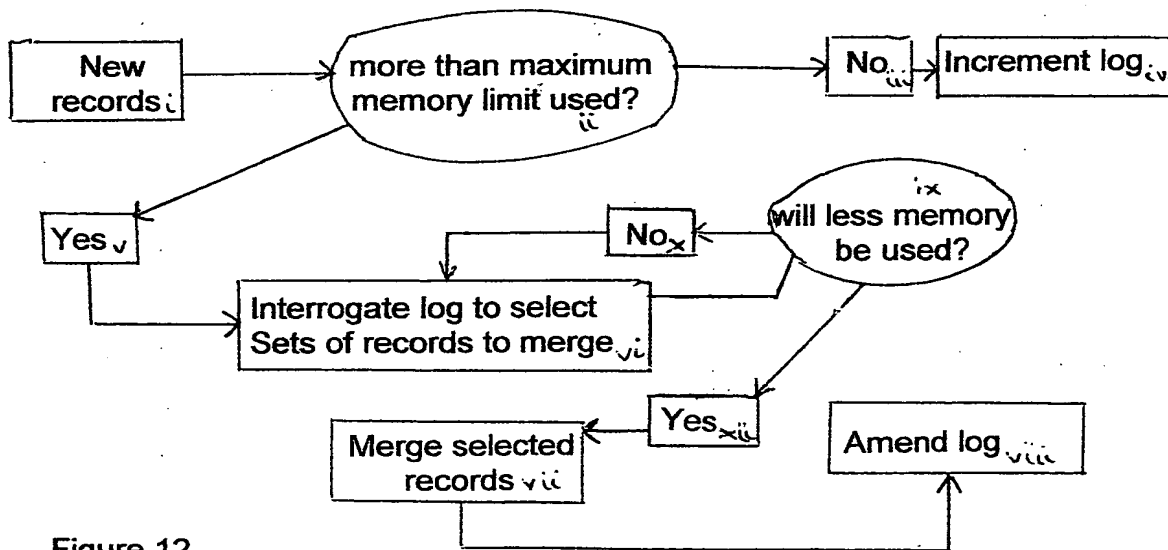 New
records i
more than maximum
memory limit used?
ii
No iii
Increment log iv
Yes v
No x
ix
will less memory
be used?
Interrogate log to select
Sets of records to merge vi
Yes xii
Merge selected
records vii
Amend log viii
Figure 12